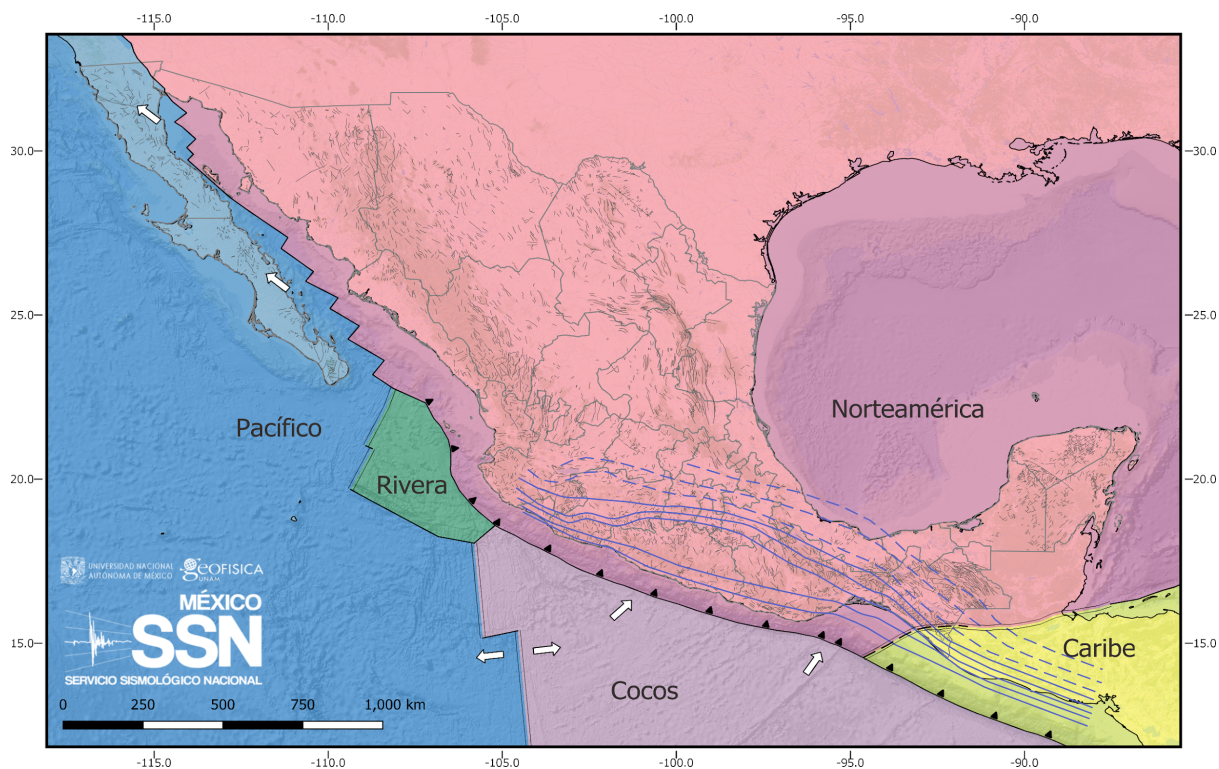 -115.0
-110.0
-105.0
-100.0
-95.0
-90.0
30.0
30.0
25.0
25.0
Norteamérica
Pacífico
20.0
20.0
Rivera
UNIVERSIDAD NACIONAL
AUTÓNOMA DE MÉXICO
GEOFISICA
UNAM
MÉXICO
SSN
SERVICIO SISMOLÓGICO NACIONAL
15.0
15.0
Caribe
Cocos
0
250
500
750
1,000 km
-115.0
-110.0
-105.0
-100.0
-95.0
-90.0